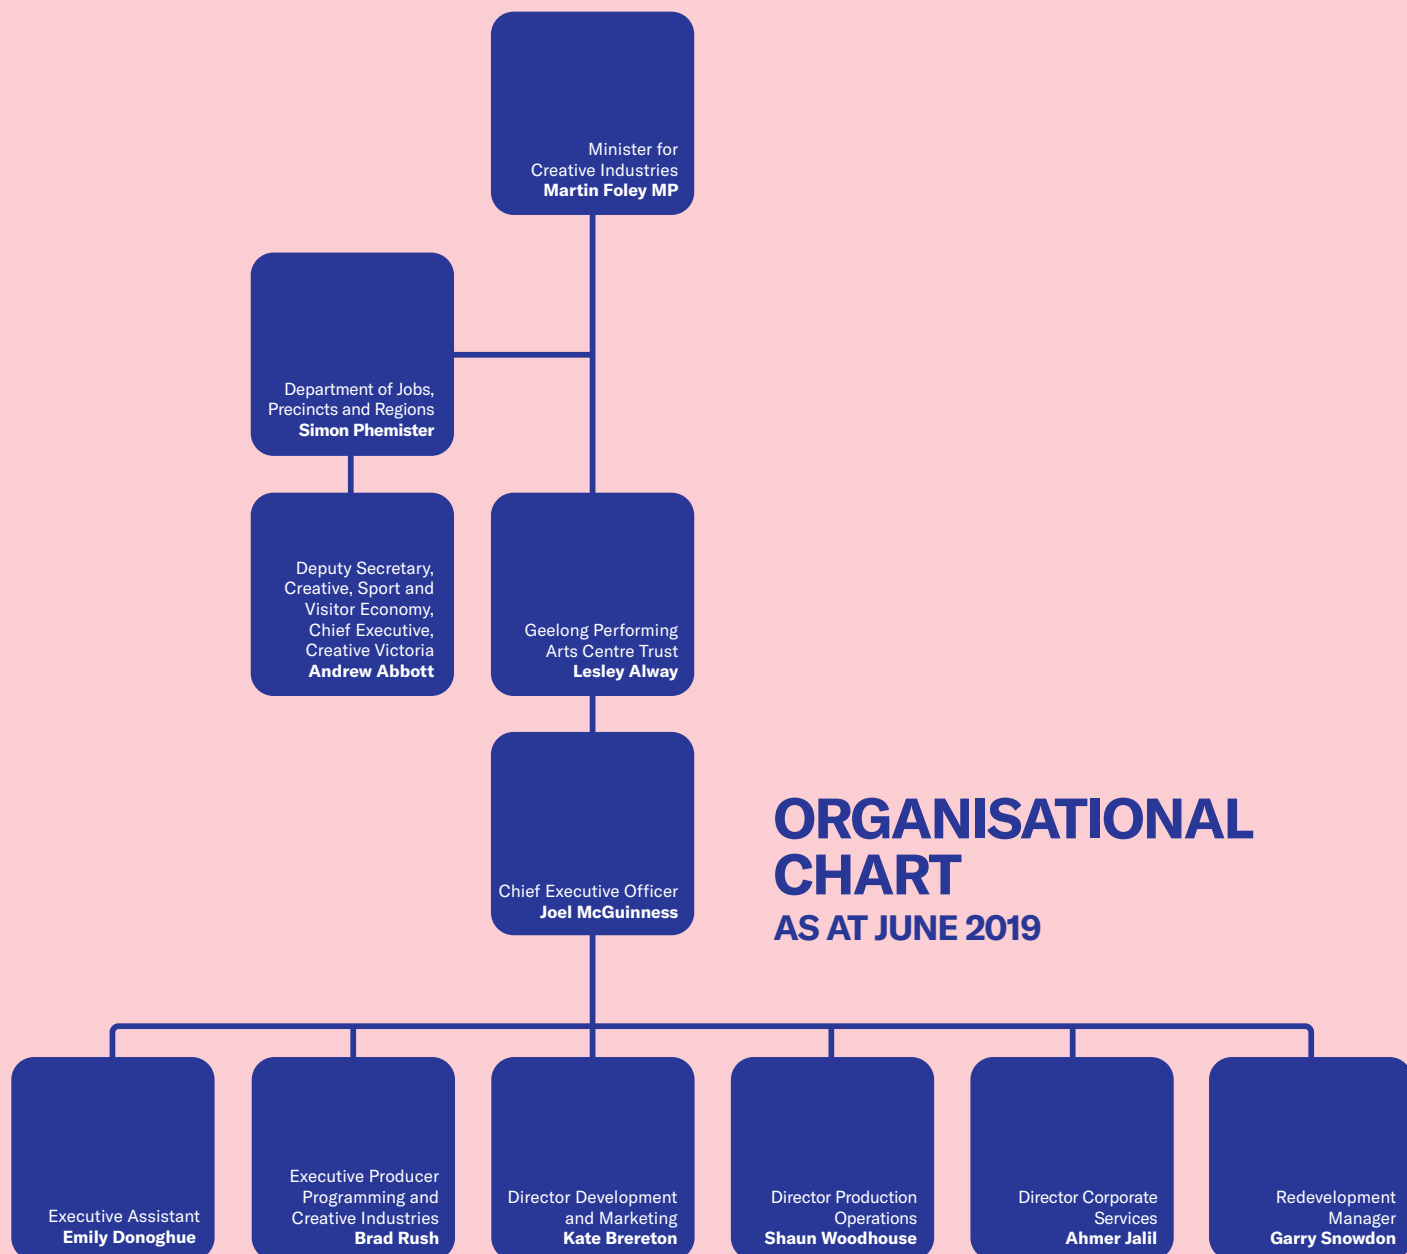 Minister for
Creative Industries
Martin Foley MP
Department of Jobs,
Precincts and Regions
Simon Phemister
Deputy Secretary,
Creative, Sport and
Visitor Economy,
Chief Executive,
Creative Victoria
Andrew Abbott
Geelong Performing
Arts Centre Trust
Lesley Alway
Chief Executive Officer
Joel McGuinness
ORGANISATIONAL
CHART
AS AT JUNE 2019
Executive Assistant
Emily Donoghue
Executive Producer
Programming and
Creative Industries
Brad Rush
Director Development
and Marketing
Kate Brereton
Director Production
Operations
Shaun Woodhouse
Director Corporate
Services
Ahmer Jalil
Redevelopment
Manager
Garry Snowdon